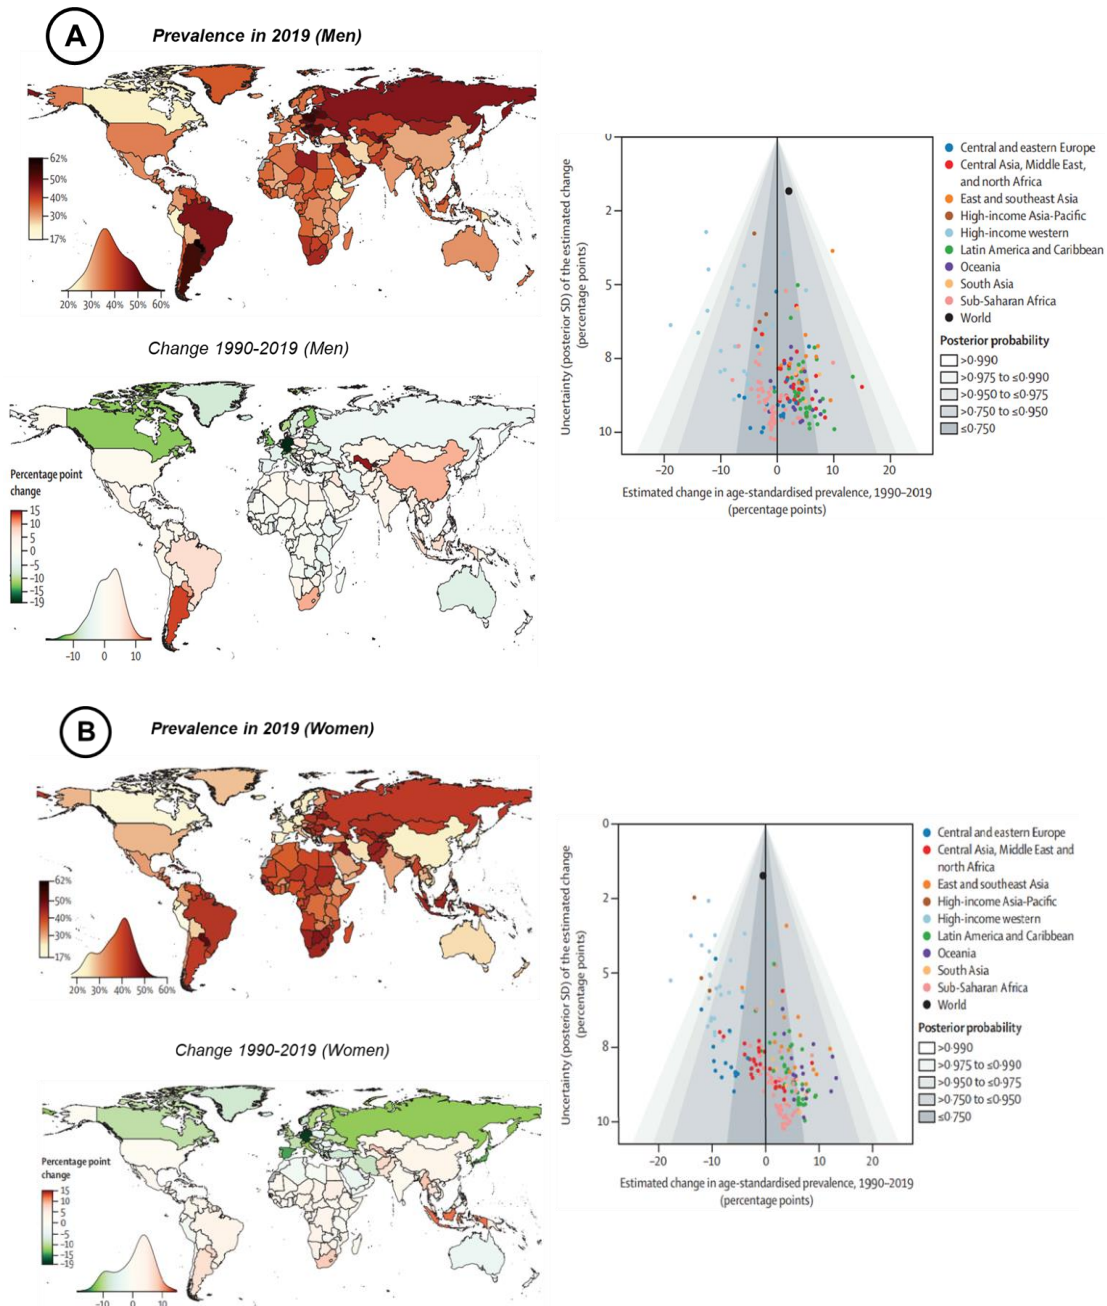 A
Prevalence in 2019 (Men)
62%
50%
40%
30%
17%
20% 30% 40% 50% 60%
0
2
5
8
10
−20 −10 0 10 20
Uncertainty (posterior SD) of the estimated change
(percentage points)
Estimated change in age-standardised prevalence, 1990–2019
(percentage points)
Central and eastern Europe
Central Asia, Middle East,
and north Africa
East and southeast Asia
High-income Asia-Pacific
High-income western
Latin America and Caribbean
Oceania
South Asia
Sub-Saharan Africa
World
Posterior probability
>0·990
>0·975 to ≤0·990
>0·950 to ≤0·975
>0·750 to ≤0·950
≤0·750
Change 1990-2019 (Men)
Percentage point
change
15
10
5
0
−5
−10
−15
−19
−10 0 10
B
Prevalence in 2019 (Women)
62%
50%
40%
30%
17%
20% 30% 40% 50% 60%
0
2
5
8
10
−20 −10 0 10 20
Uncertainty (posterior SD) of the estimated change
(percentage points)
Estimated change in age-standardised prevalence, 1990–2019
(percentage points)
Central and eastern Europe
Central Asia, Middle East and
north Africa
East and southeast Asia
High-income Asia-Pacific
High-income western
Latin America and Caribbean
Oceania
South Asia
Sub-Saharan Africa
World
Posterior probability
>0·990
>0·975 to ≤0·990
>0·950 to ≤0·975
>0·750 to ≤0·950
≤0·750
Change 1990-2019 (Women)
Percentage point
change
15
10
5
0
−5
−10
−15
−19
−10 0 10